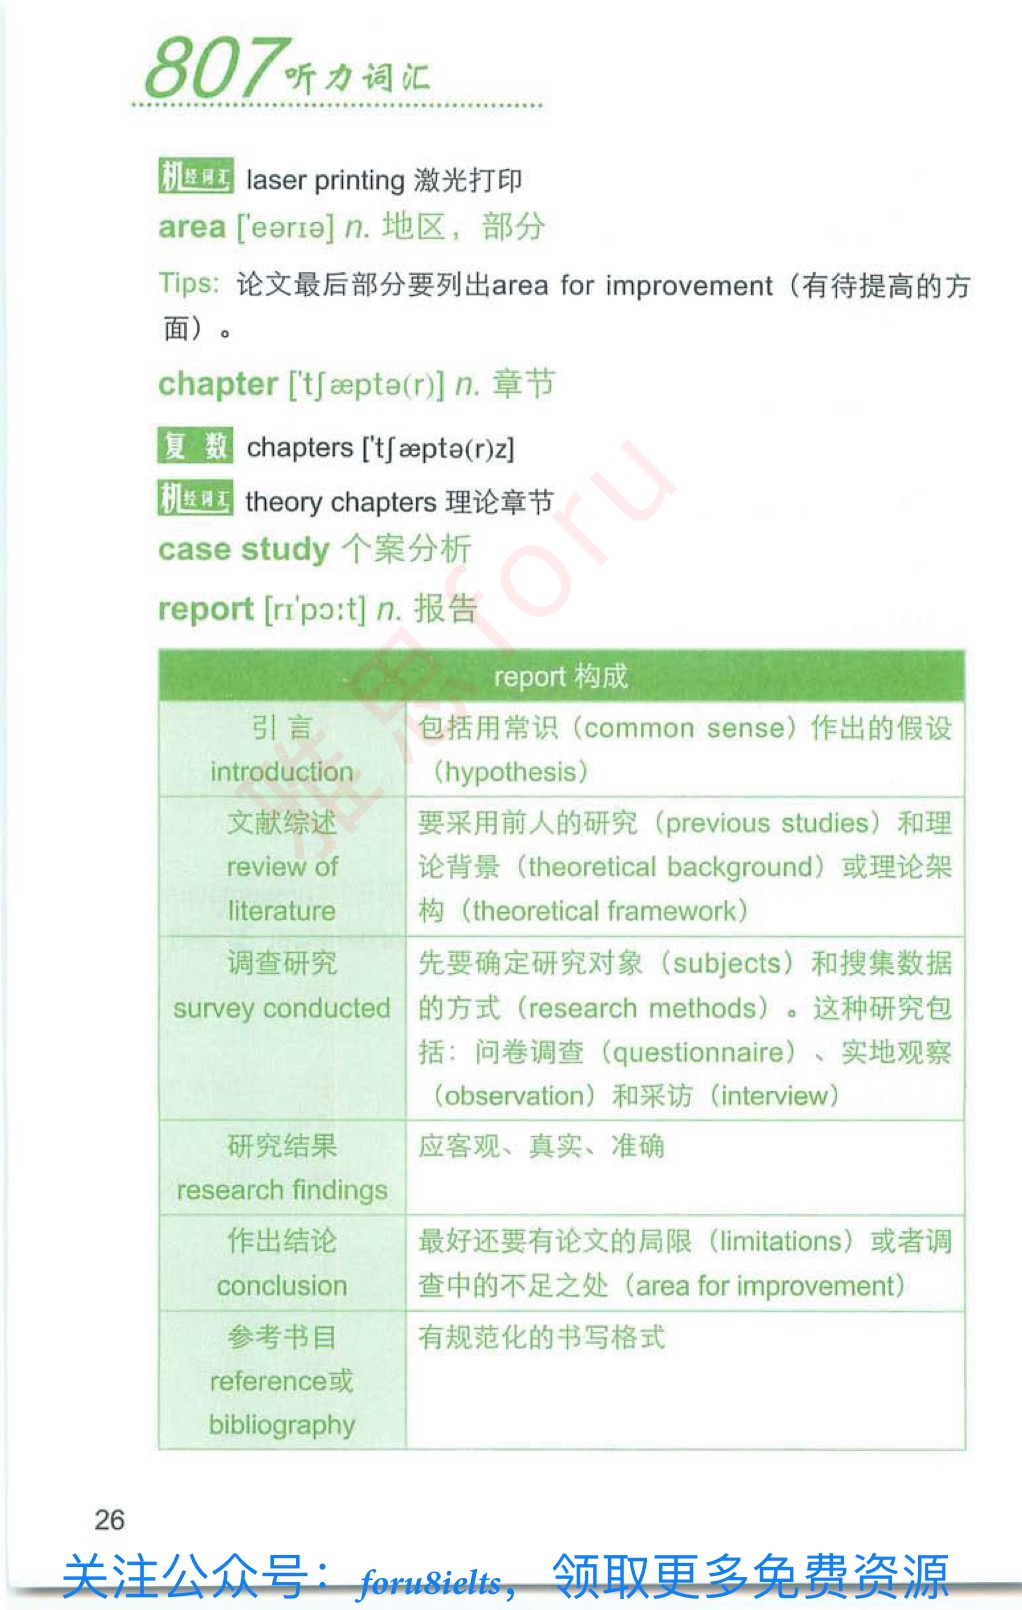 807听力词汇
机经词汇 laser printing 激光打印
area ['eərɪə] n. 地区，部分
Tips: 论文最后部分要列出area for improvement（有待提高的方
面）。
chapter ['tʃæptə(r)] n. 章节
复数 chapters ['tʃæptə(r)z]
机经词汇 theory chapters 理论章节
case study 个案分析
report [rɪ'pɔːt] n. 报告
report 构成
引言
introduction
包括用常识（common sense）作出的假设
（hypothesis）
文献综述
review of
literature
要采用前人的研究（previous studies）和理
论背景（theoretical background）或理论架
构（theoretical framework）
调查研究
survey conducted
先要确定研究对象（subjects）和搜集数据
的方式（research methods）。这种研究包
括：问卷调查（questionnaire）、实地观察
（observation）和采访（interview）
研究结果
research findings
应客观、真实、准确
作出结论
conclusion
最好还要有论文的局限（limitations）或者调
查中的不足之处（area for improvement）
参考书目
reference或
bibliography
有规范化的书写格式
雅思foru
26
关注公众号：foru8ielts，领取更多免费资源